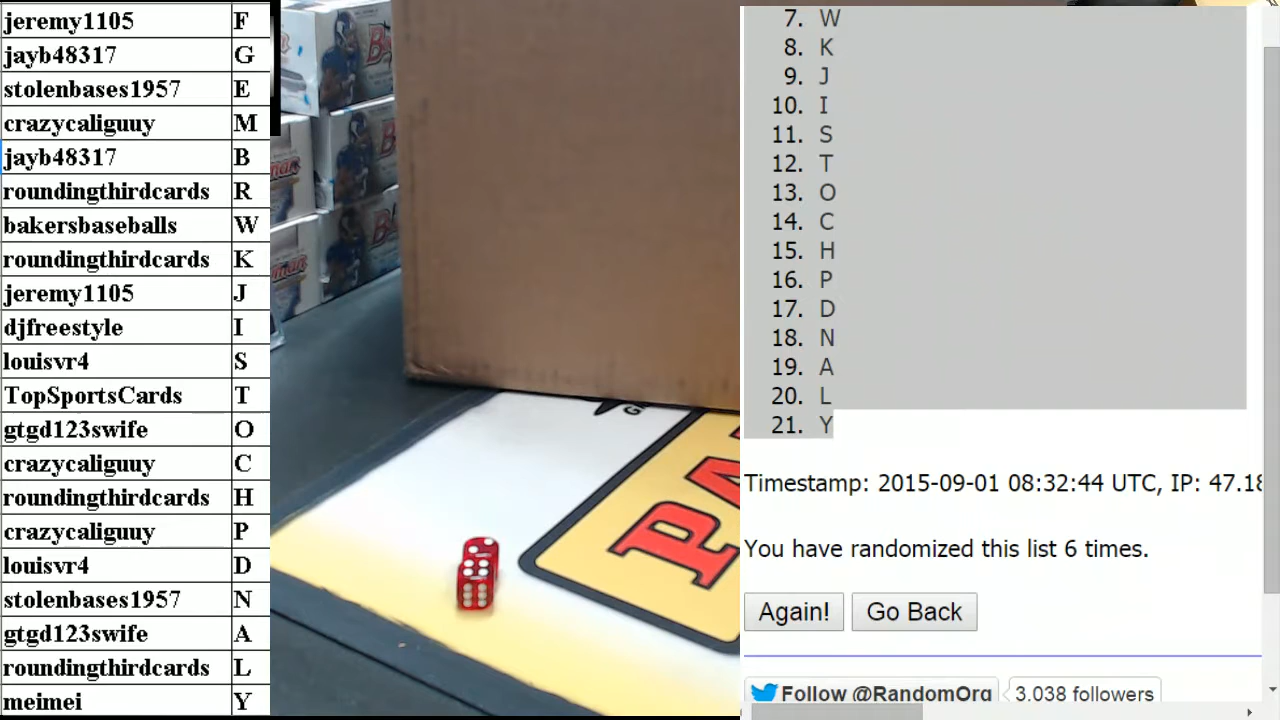 jeremy1105 F
jayb48317 G
stolenbases1957 E
crazycaliguuy M
jayb48317 B
roundingthirdcards R
bakersbaseballs W
roundingthirdcards K
jeremy1105 J
djfreestyle I
louisvr4 S
TopSportsCards T
gtgd123swife O
crazycaliguuy C
roundingthirdcards H
crazycaliguuy P
louisvr4 D
stolenbases1957 N
gtgd123swife A
roundingthirdcards L
meimei Y
7. W
8. K
9. J
10. I
11. S
12. T
13. O
14. C
15. H
16. P
17. D
18. N
19. A
20. L
21. Y
Timestamp: 2015-09-01 08:32:44 UTC, IP: 47.18
You have randomized this list 6 times.
Again! Go Back
Follow @RandomOrg 3,038 followers